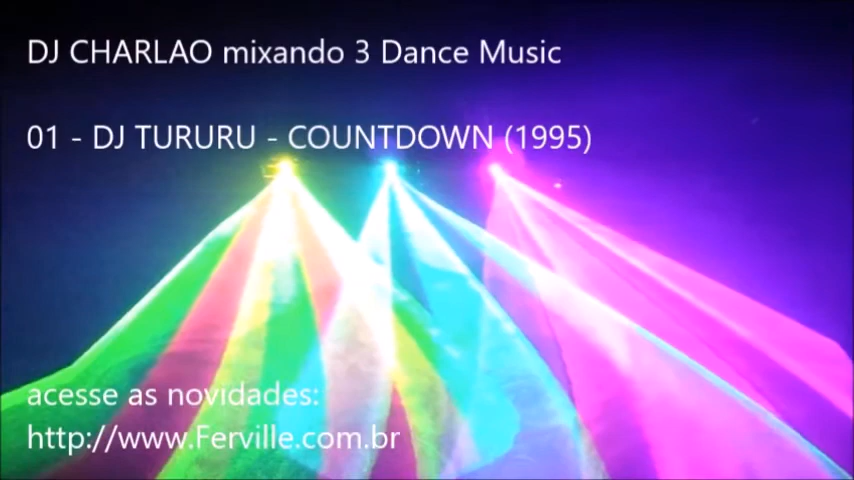 DJ CHARLAO mixando 3 Dance Music
01 - DJ TURURU - COUNTDOWN (1995)
acesse as novidades:
http://www.Ferville.com.br